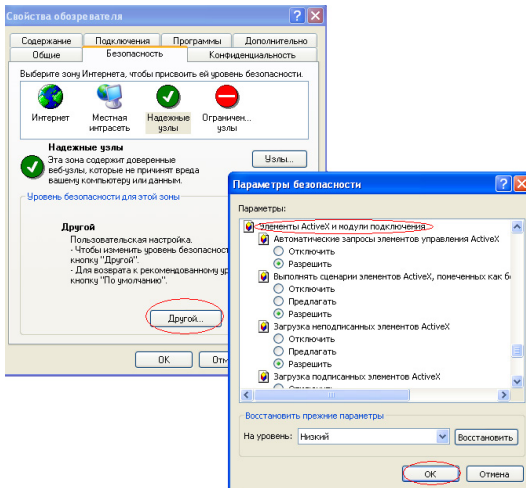 Свойства обозревателя
Содержание Подключения Программы Дополнительно
Общие Безопасность Конфиденциальность
Выберите зону Интернета, чтобы присвоить ей уровень безопасности.
Интернет Местная интрасеть Надежные узлы Ограничен... узлы
Надежные узлы
Эта зона содержит доверенные
веб-узлы, которые не причинят вреда
вашему компьютеру или данным.
Узлы...
Уровень безопасности для этой зоны
Другой
Пользовательская настройка.
- Чтобы изменить уровень безопасност
кнопку "Другой".
- Для возврата к рекомендованному ур
кнопку "По умолчанию".
Другой...
OK Отм
Параметры безопасности
Параметры:
Элементы ActiveX и модули подключения
Автоматические запросы элементов управления ActiveX
Отключить
Разрешить
Выполнять сценарии элементов ActiveX, помеченных как б
Отключить
Предлагать
Разрешить
Загрузка неподписанных элементов ActiveX
Отключить
Предлагать
Разрешить
Загрузка подписанных элементов ActiveX
Восстановить прежние параметры
На уровень: Низкий Восстановить
OK Отмена